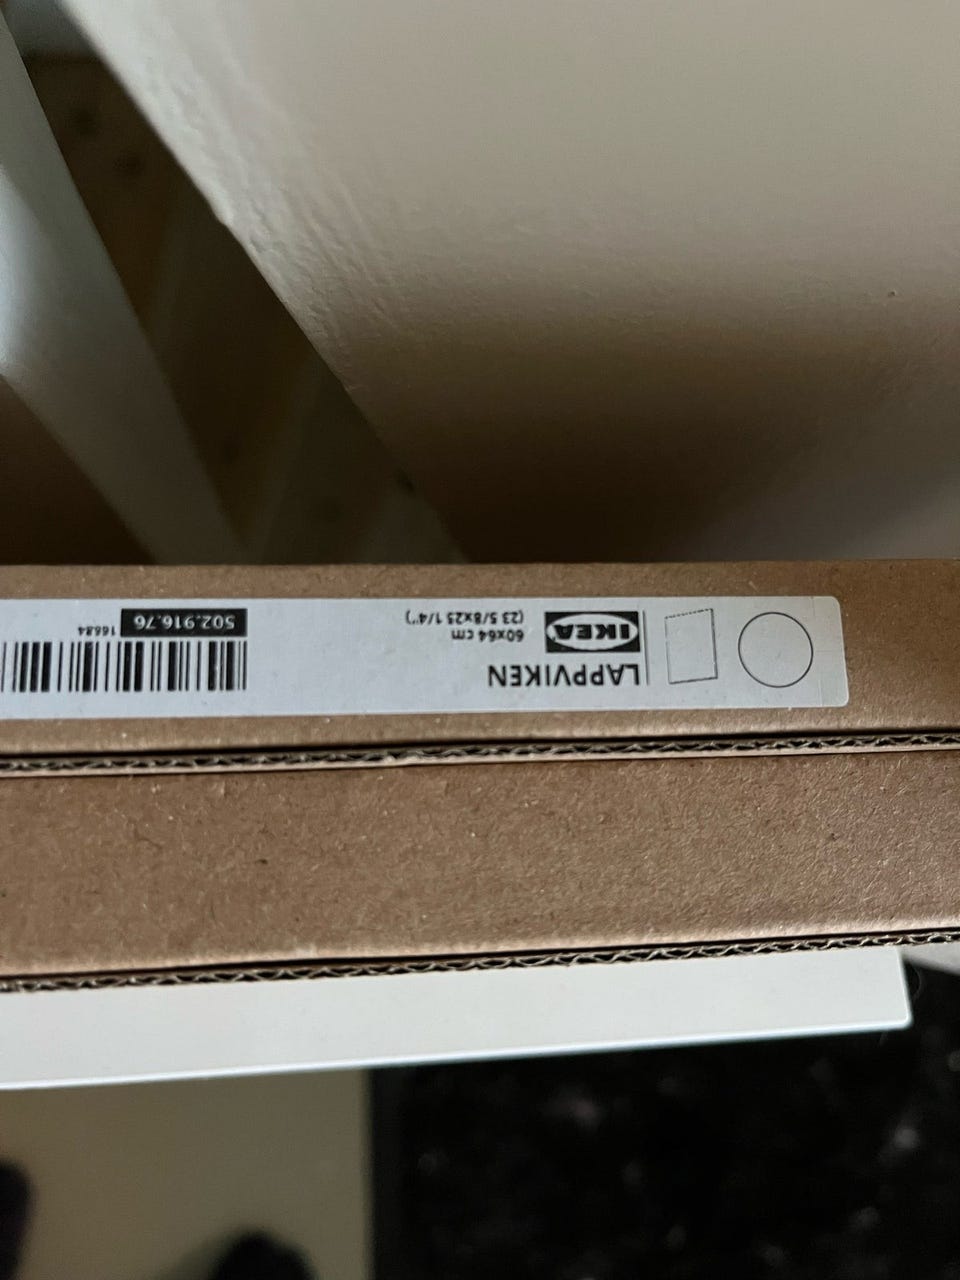 LAPPVIKEN
IKEA
60x64 cm
(23 5/8x25 1/4")
16684
502.916.76